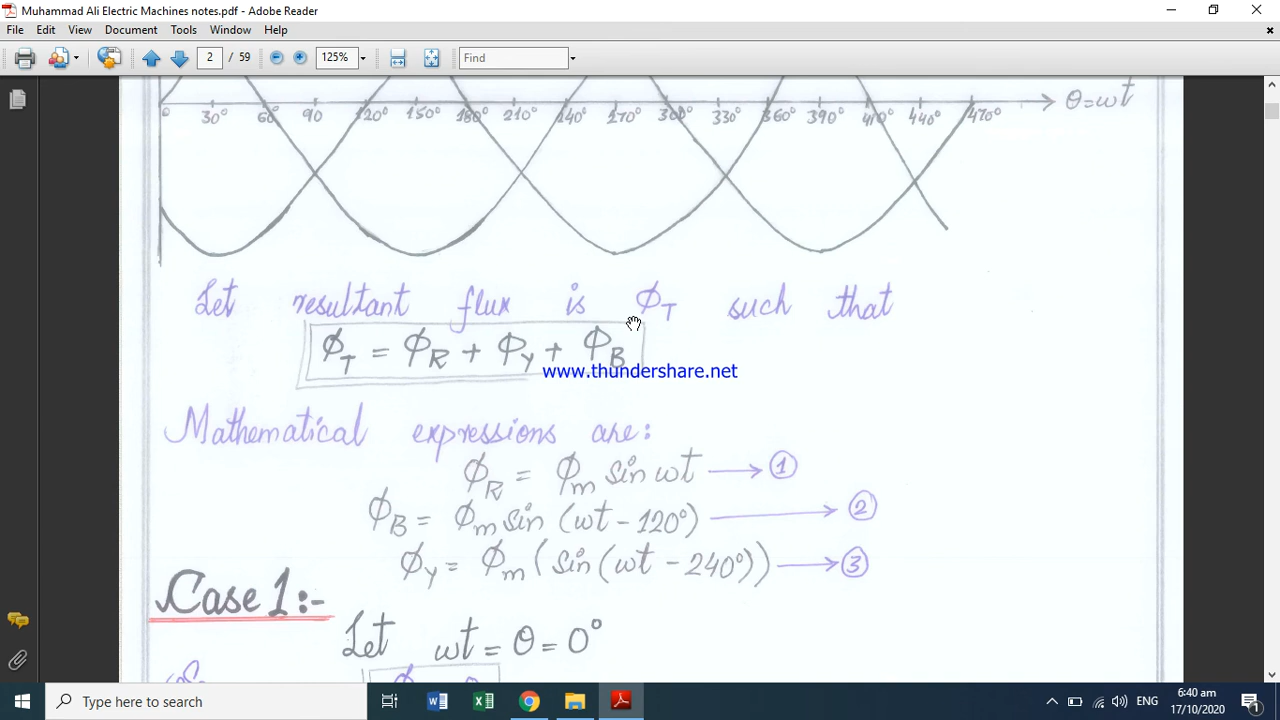 Muhammad Ali Electric Machines notes.pdf - Adobe Reader
File Edit View Document Tools Window Help
2 / 59 125% Find
θ=ωt
0 30° 60° 90 120° 150° 180° 210° 240° 270° 300° 330° 360° 390° 410° 440° 470°
Let resultant flux is ϕT such that
ϕT = ϕR + ϕY + ϕB
www.thundershare.net
Mathematical expressions are:
ϕR = ϕm sin ωt → ①
ϕB = ϕm sin (ωt - 120°) → ②
ϕY = ϕm (sin (ωt - 240°)) → ③
Case 1:-
Let ωt = θ = 0°
Type here to search
ENG
6:40 am
17/10/2020
1